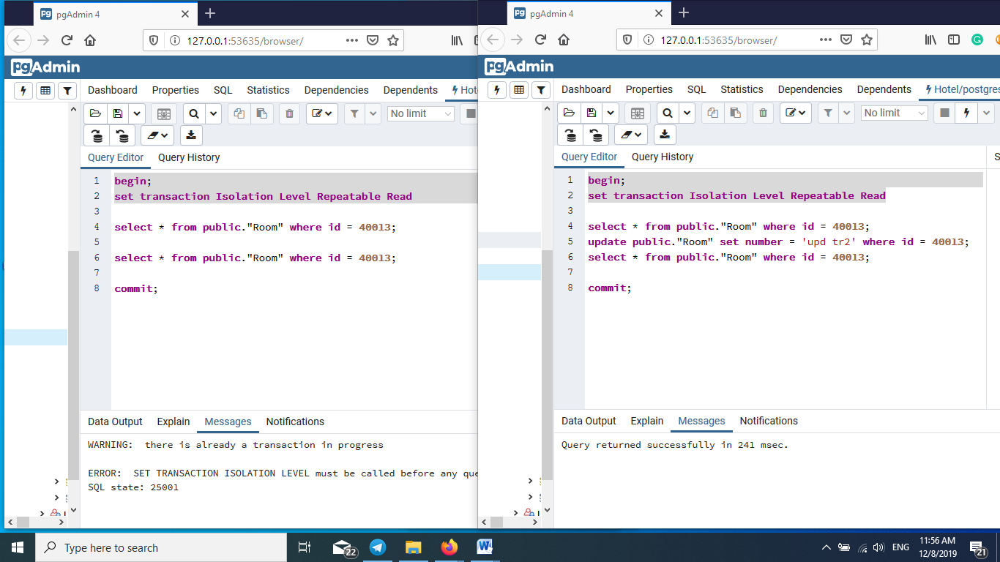 pgAdmin 4
127.0.0.1:53635/browser/
pgAdmin
Dashboard Properties SQL Statistics Dependencies Dependents
No limit
Query Editor Query History
1 begin;
2 set transaction Isolation Level Repeatable Read
3
4 select * from public."Room" where id = 40013;
5
6 select * from public."Room" where id = 40013;
7
8 commit;
Data Output Explain Messages Notifications
WARNING: there is already a transaction in progress
ERROR: SET TRANSACTION ISOLATION LEVEL must be called before any
SQL state: 25001
pgAdmin 4
127.0.0.1:53635/browser/
pgAdmin
Dashboard Properties SQL Statistics Dependencies Dependents Hotel/postgres
No limit
Query Editor Query History
1 begin;
2 set transaction Isolation Level Repeatable Read
3
4 select * from public."Room" where id = 40013;
5 update public."Room" set number = 'upd tr2' where id = 40013;
6 select * from public."Room" where id = 40013;
7
8 commit;
Data Output Explain Messages Notifications
Query returned successfully in 241 msec.
Type here to search
22
ENG
11:56 AM
12/8/2019
21